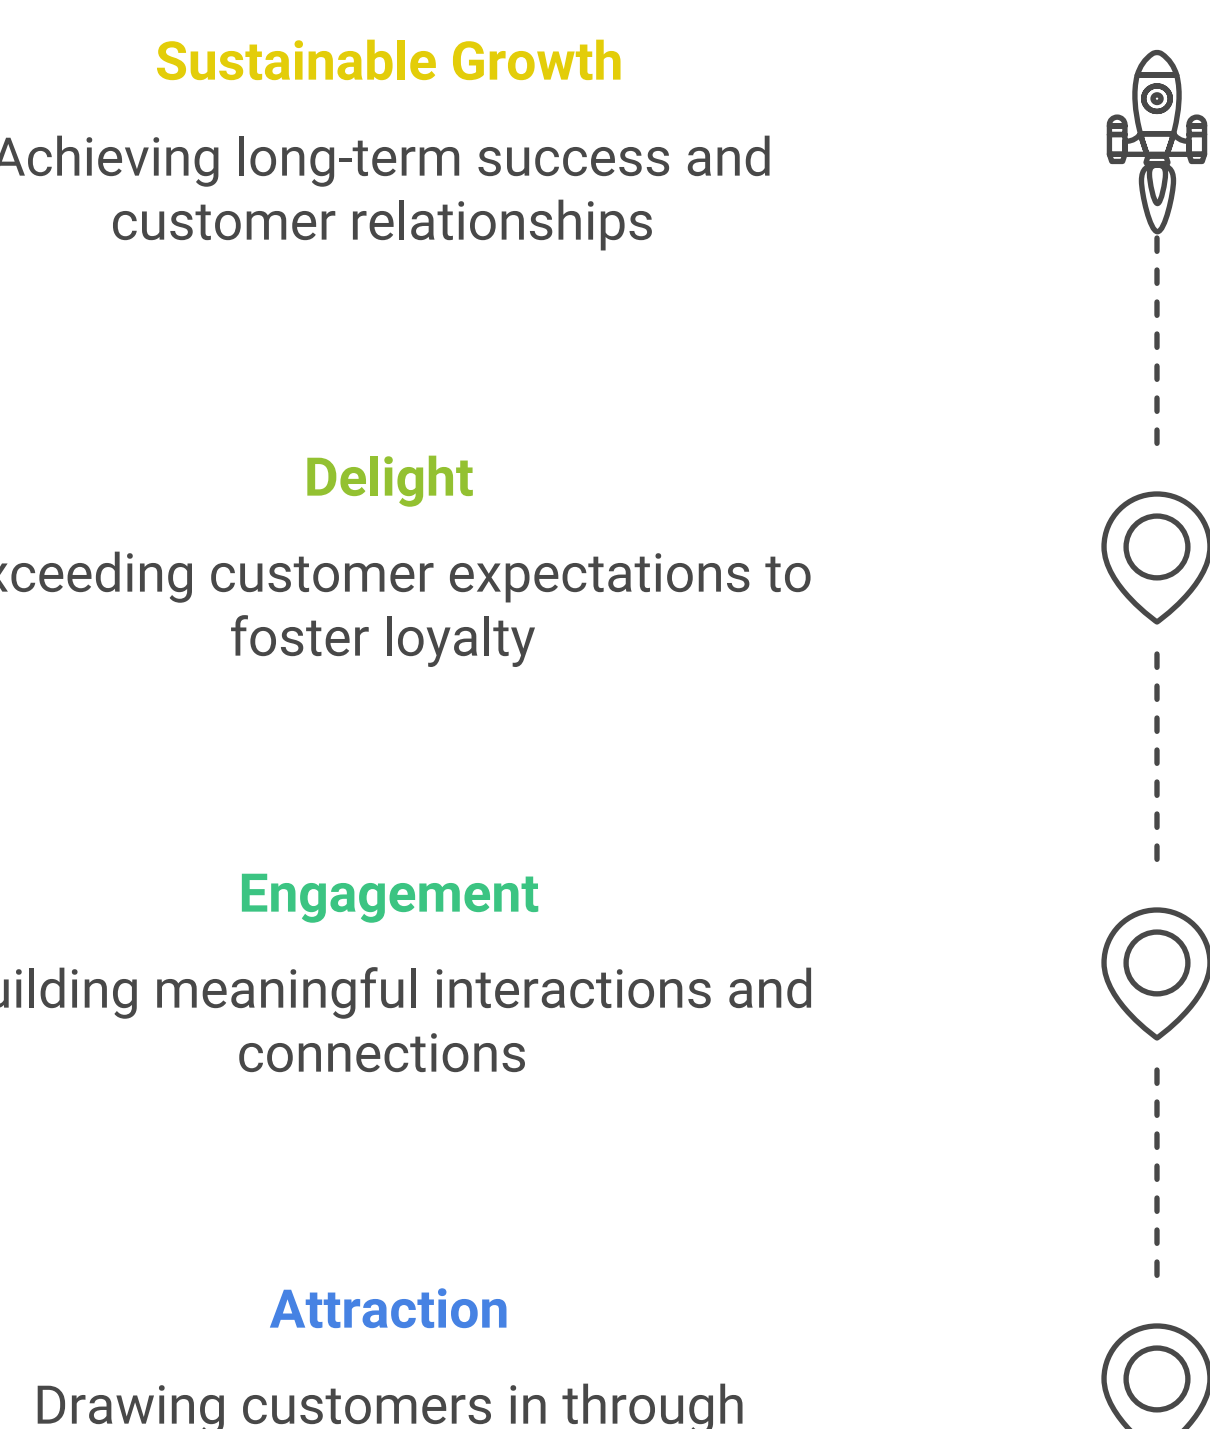 Sustainable Growth
Achieving long-term success and
customer relationships
Delight
xceeding customer expectations to
foster loyalty
Engagement
uilding meaningful interactions and
connections
Attraction
Drawing customers in through